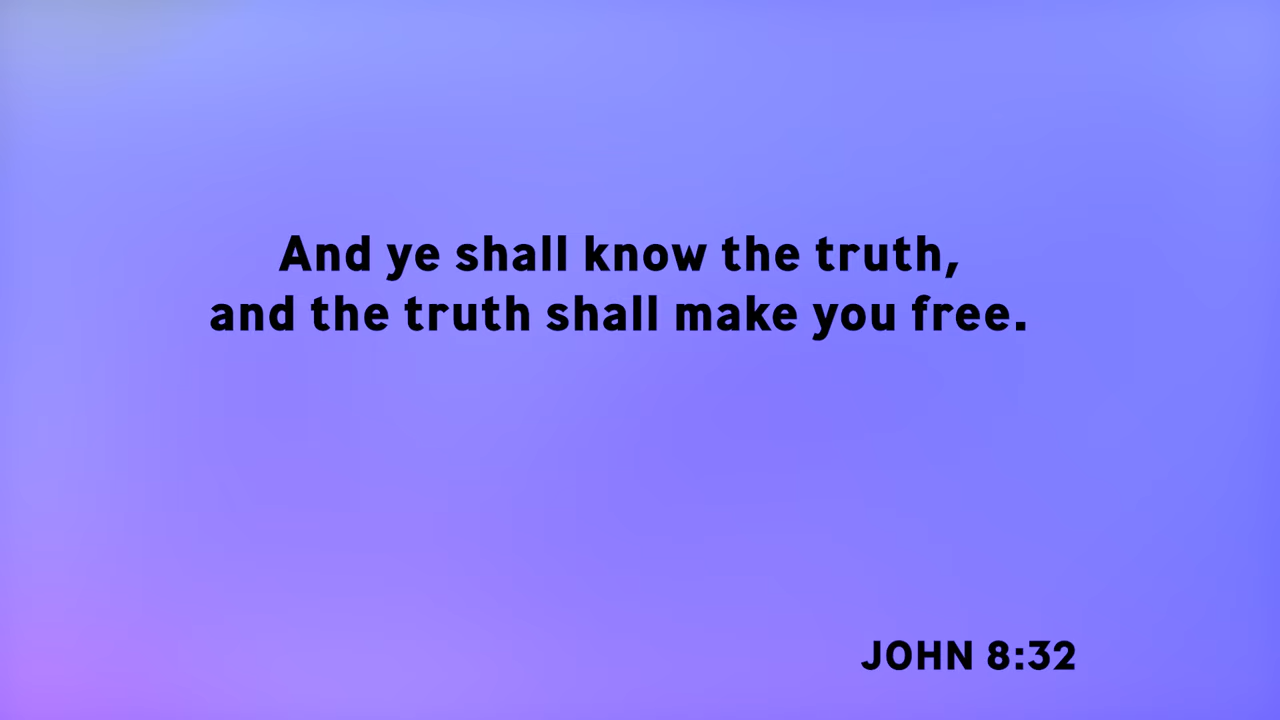 And ye shall know the truth,
and the truth shall make you free.
JOHN 8:32